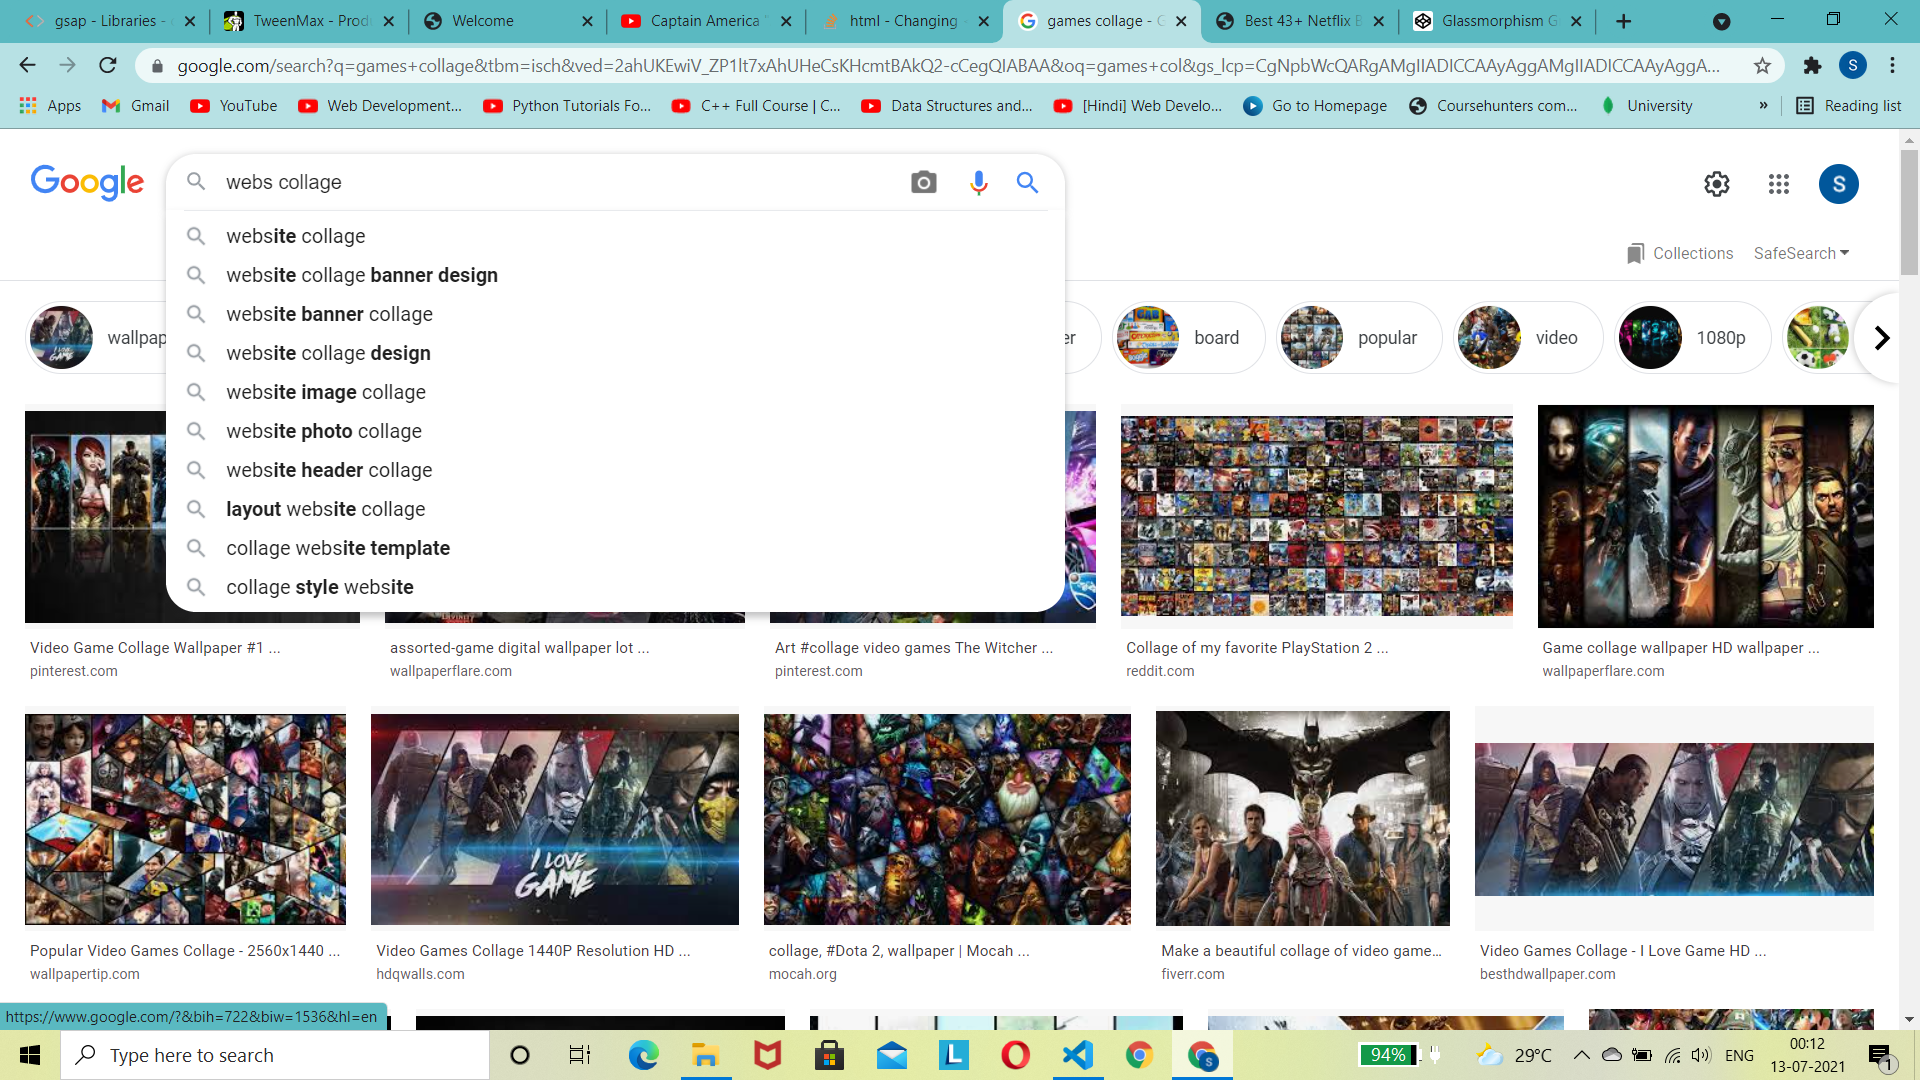 gsap - Libraries -
TweenMax - Prod
Welcome
Captain America
html - Changing
games collage - G
Best 43+ Netflix B
Glassmorphism G
google.com/search?q=games+collage&tbm=isch&ved=2ahUKEwiV_ZP1lt7xAhUHeCsKHcmtBAkQ2-cCegQIABAA&oq=games+col&gs_lcp=CgNpbWcQARgAMgIIADICCAAyAggAMgIIADICCAAyAggA...
S
Apps
Gmail
YouTube
Web Development...
Python Tutorials Fo...
C++ Full Course | C...
Data Structures and...
[Hindi] Web Develo...
Go to Homepage
Coursehunters com...
University
»
Reading list
Google
webs collage
S
website collage
website collage banner design
website banner collage
website collage design
website image collage
website photo collage
website header collage
layout website collage
collage website template
collage style website
Collections
SafeSearch
wallpap
er
board
popular
video
1080p
Video Game Collage Wallpaper #1 ...
pinterest.com
assorted-game digital wallpaper lot ...
wallpaperflare.com
Art #collage video games The Witcher ...
pinterest.com
Collage of my favorite PlayStation 2 ...
reddit.com
Game collage wallpaper HD wallpaper ...
wallpaperflare.com
I LOVE
GAME
Popular Video Games Collage - 2560x1440 ...
wallpapertip.com
Video Games Collage 1440P Resolution HD ...
hdqwalls.com
collage, #Dota 2, wallpaper | Mocah ...
mocah.org
Make a beautiful collage of video game...
fiverr.com
Video Games Collage - I Love Game HD ...
besthdwallpaper.com
https://www.google.com/?&bih=722&biw=1536&hl=en
Type here to search
94%
29°C
ENG
00:12
13-07-2021
1